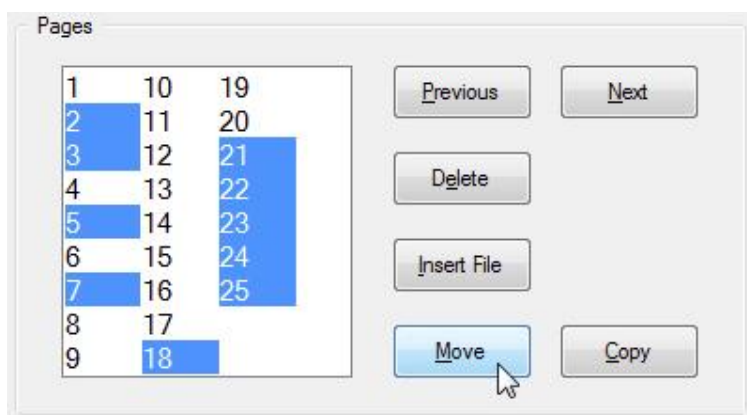 Pages
1 10 19
2 11 20
3 12 21
4 13 22
5 14 23
6 15 24
7 16 25
8 17
9 18
Previous Next
Delete
Insert File
Move Copy